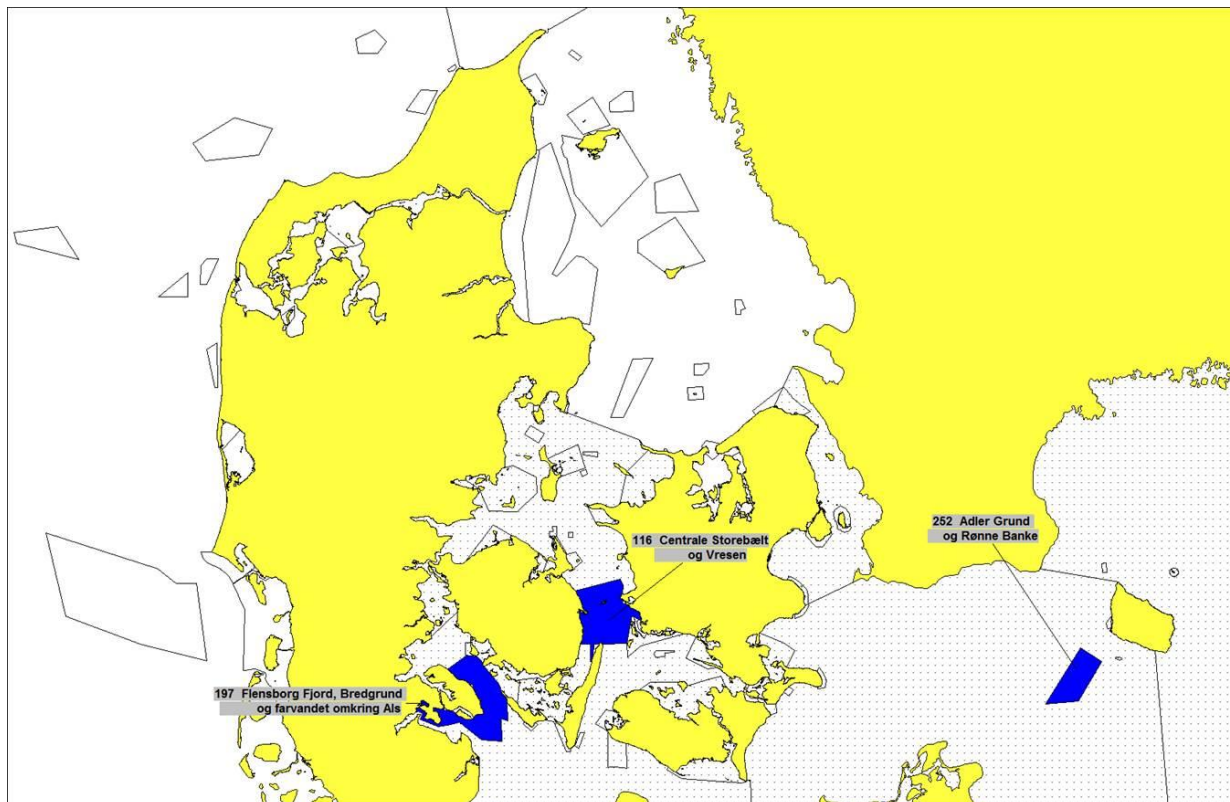 252 Adler Grund
og Rønne Banke
116 Centrale Storebælt
og Vresen
197 Flensborg Fjord, Bredgrund
og farvandet omkring Als